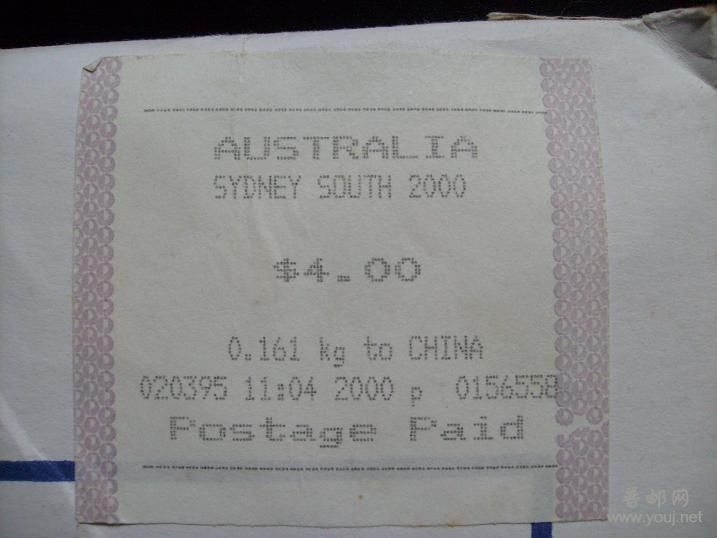 AUSTRALIA
SYDNEY SOUTH 2000
$4.00
0.161 kg to CHINA
020395 11:04 2000 p 0156558
Postage Paid
普邮网
www.youj.net